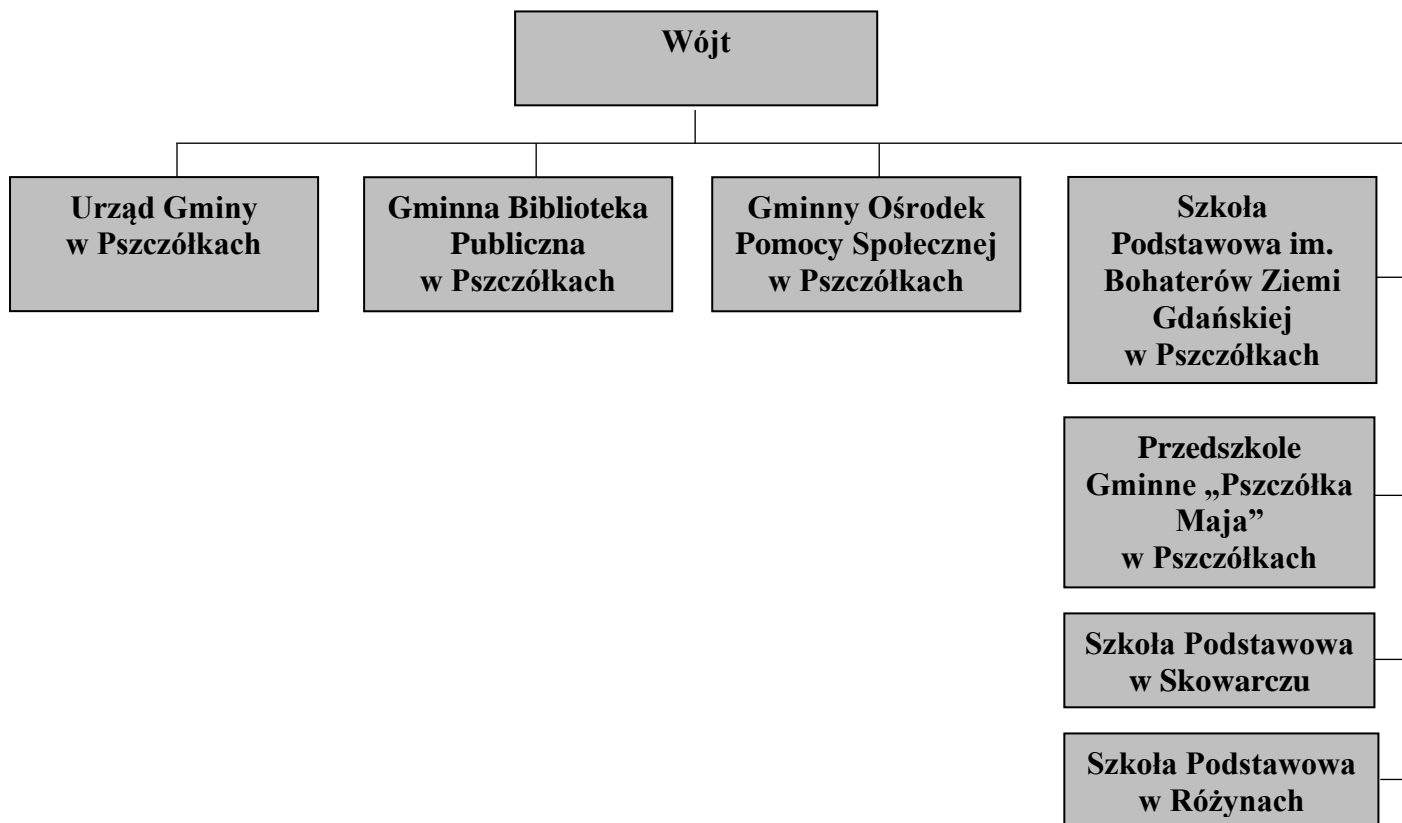 Wójt
Urząd Gminy
w Pszczółkach
Gminna Biblioteka
Publiczna
w Pszczółkach
Gminny Ośrodek
Pomocy Społecznej
w Pszczółkach
Szkoła
Podstawowa im.
Bohaterów Ziemi
Gdańskiej
w Pszczółkach
Przedszkole
Gminne „Pszczółka
Maja”
w Pszczółkach
Szkoła Podstawowa
w Skowarczu
Szkoła Podstawowa
w Różynach